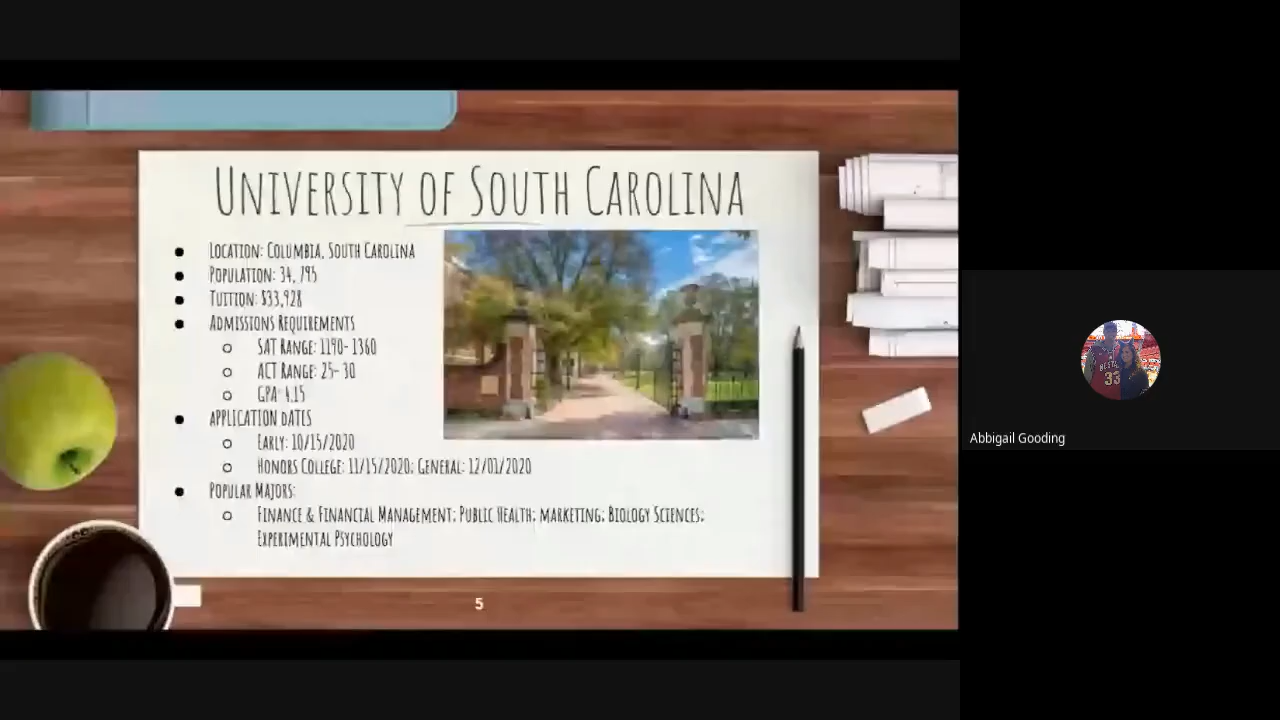 University of South Carolina
Location: Columbia, South Carolina
Population: 34, 795
Tuition: $33,928
Admissions Requirements
SAT Range: 1190- 1360
ACT Range: 25- 30
GPA: 4.15
Application dates
Early: 10/15/2020
Honors College: 11/15/2020; General: 12/01/2020
Popular Majors:
Finance & Financial Management; Public Health; marketing; Biology Sciences;
Experimental Psychology
5
Abbigail Gooding
33